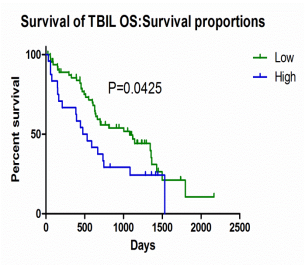 Survival of TBIL OS:Survival proportions
Low
High
P=0.0425
Percent survival
100
50
0
0 500 1000 1500 2000 2500
Days